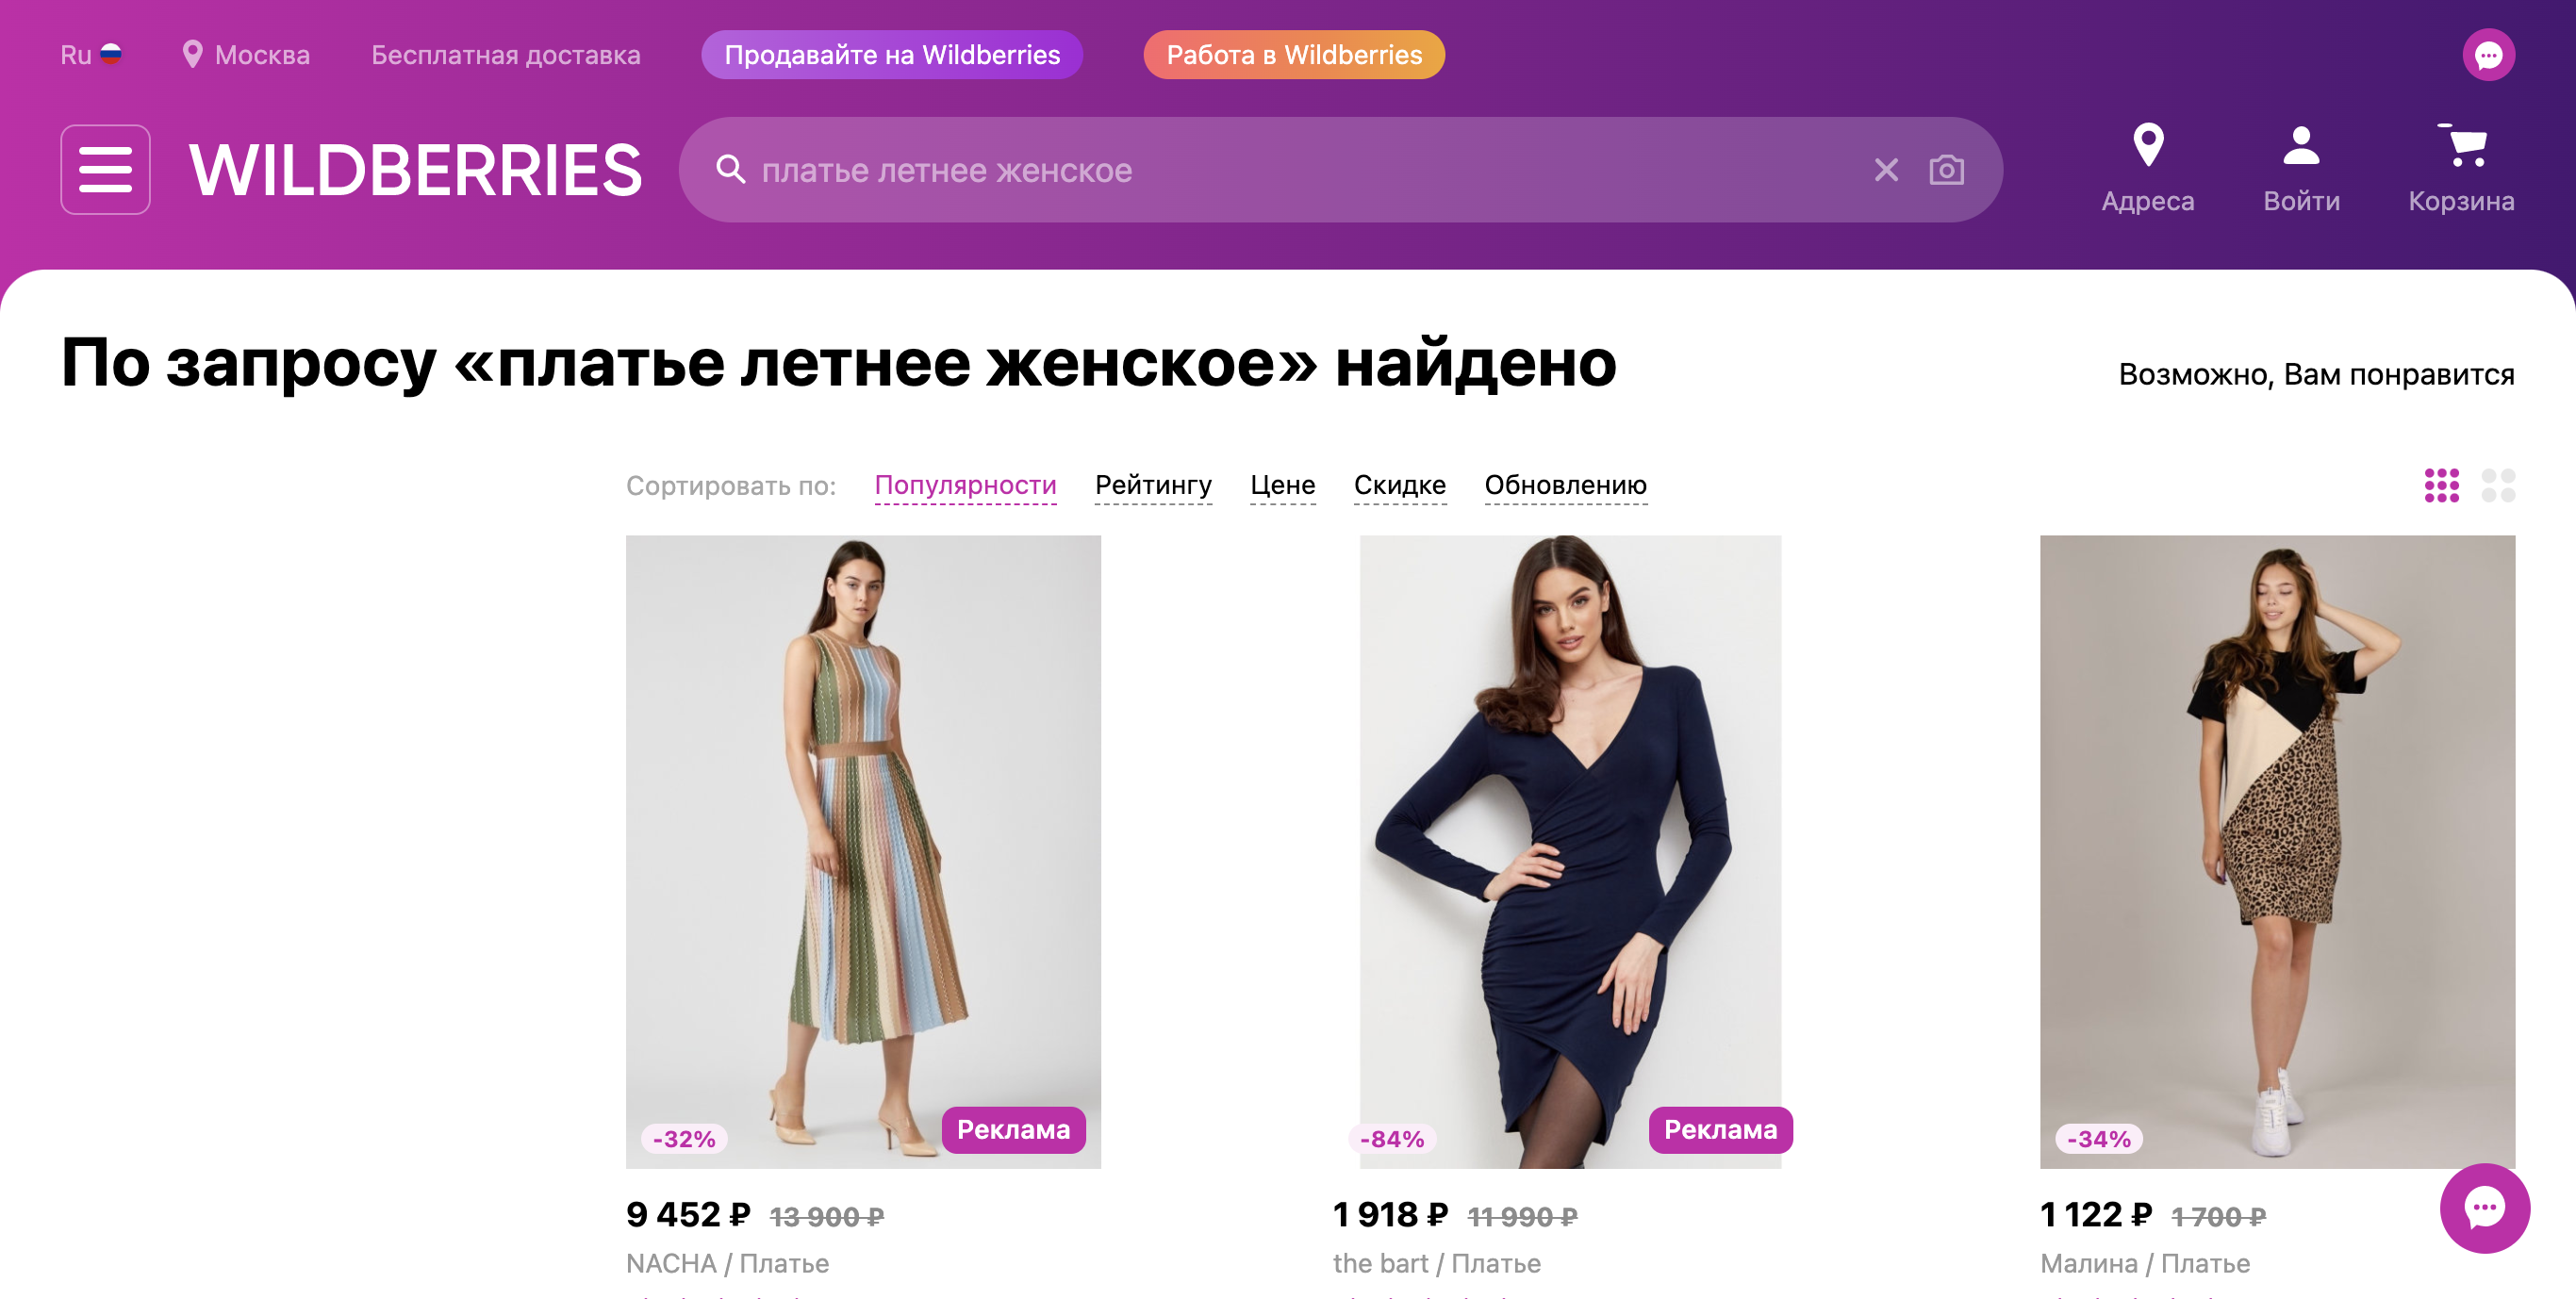 Ru Москва Бесплатная доставка Продавайте на Wildberries Работа в Wildberries
WILDBERRIES платье летнее женское Адреса Войти Корзина
По запросу «платье летнее женское» найдено
Возможно, Вам понравится
Сортировать по: Популярности Рейтингу Цене Скидке Обновлению
-32% Реклама -84% Реклама -34%
9 452 ₽ 13 900 ₽ 1 918 ₽ 11 990 ₽ 1 122 ₽ 1 700 ₽
NACHA / Платье the bart / Платье Малина / Платье